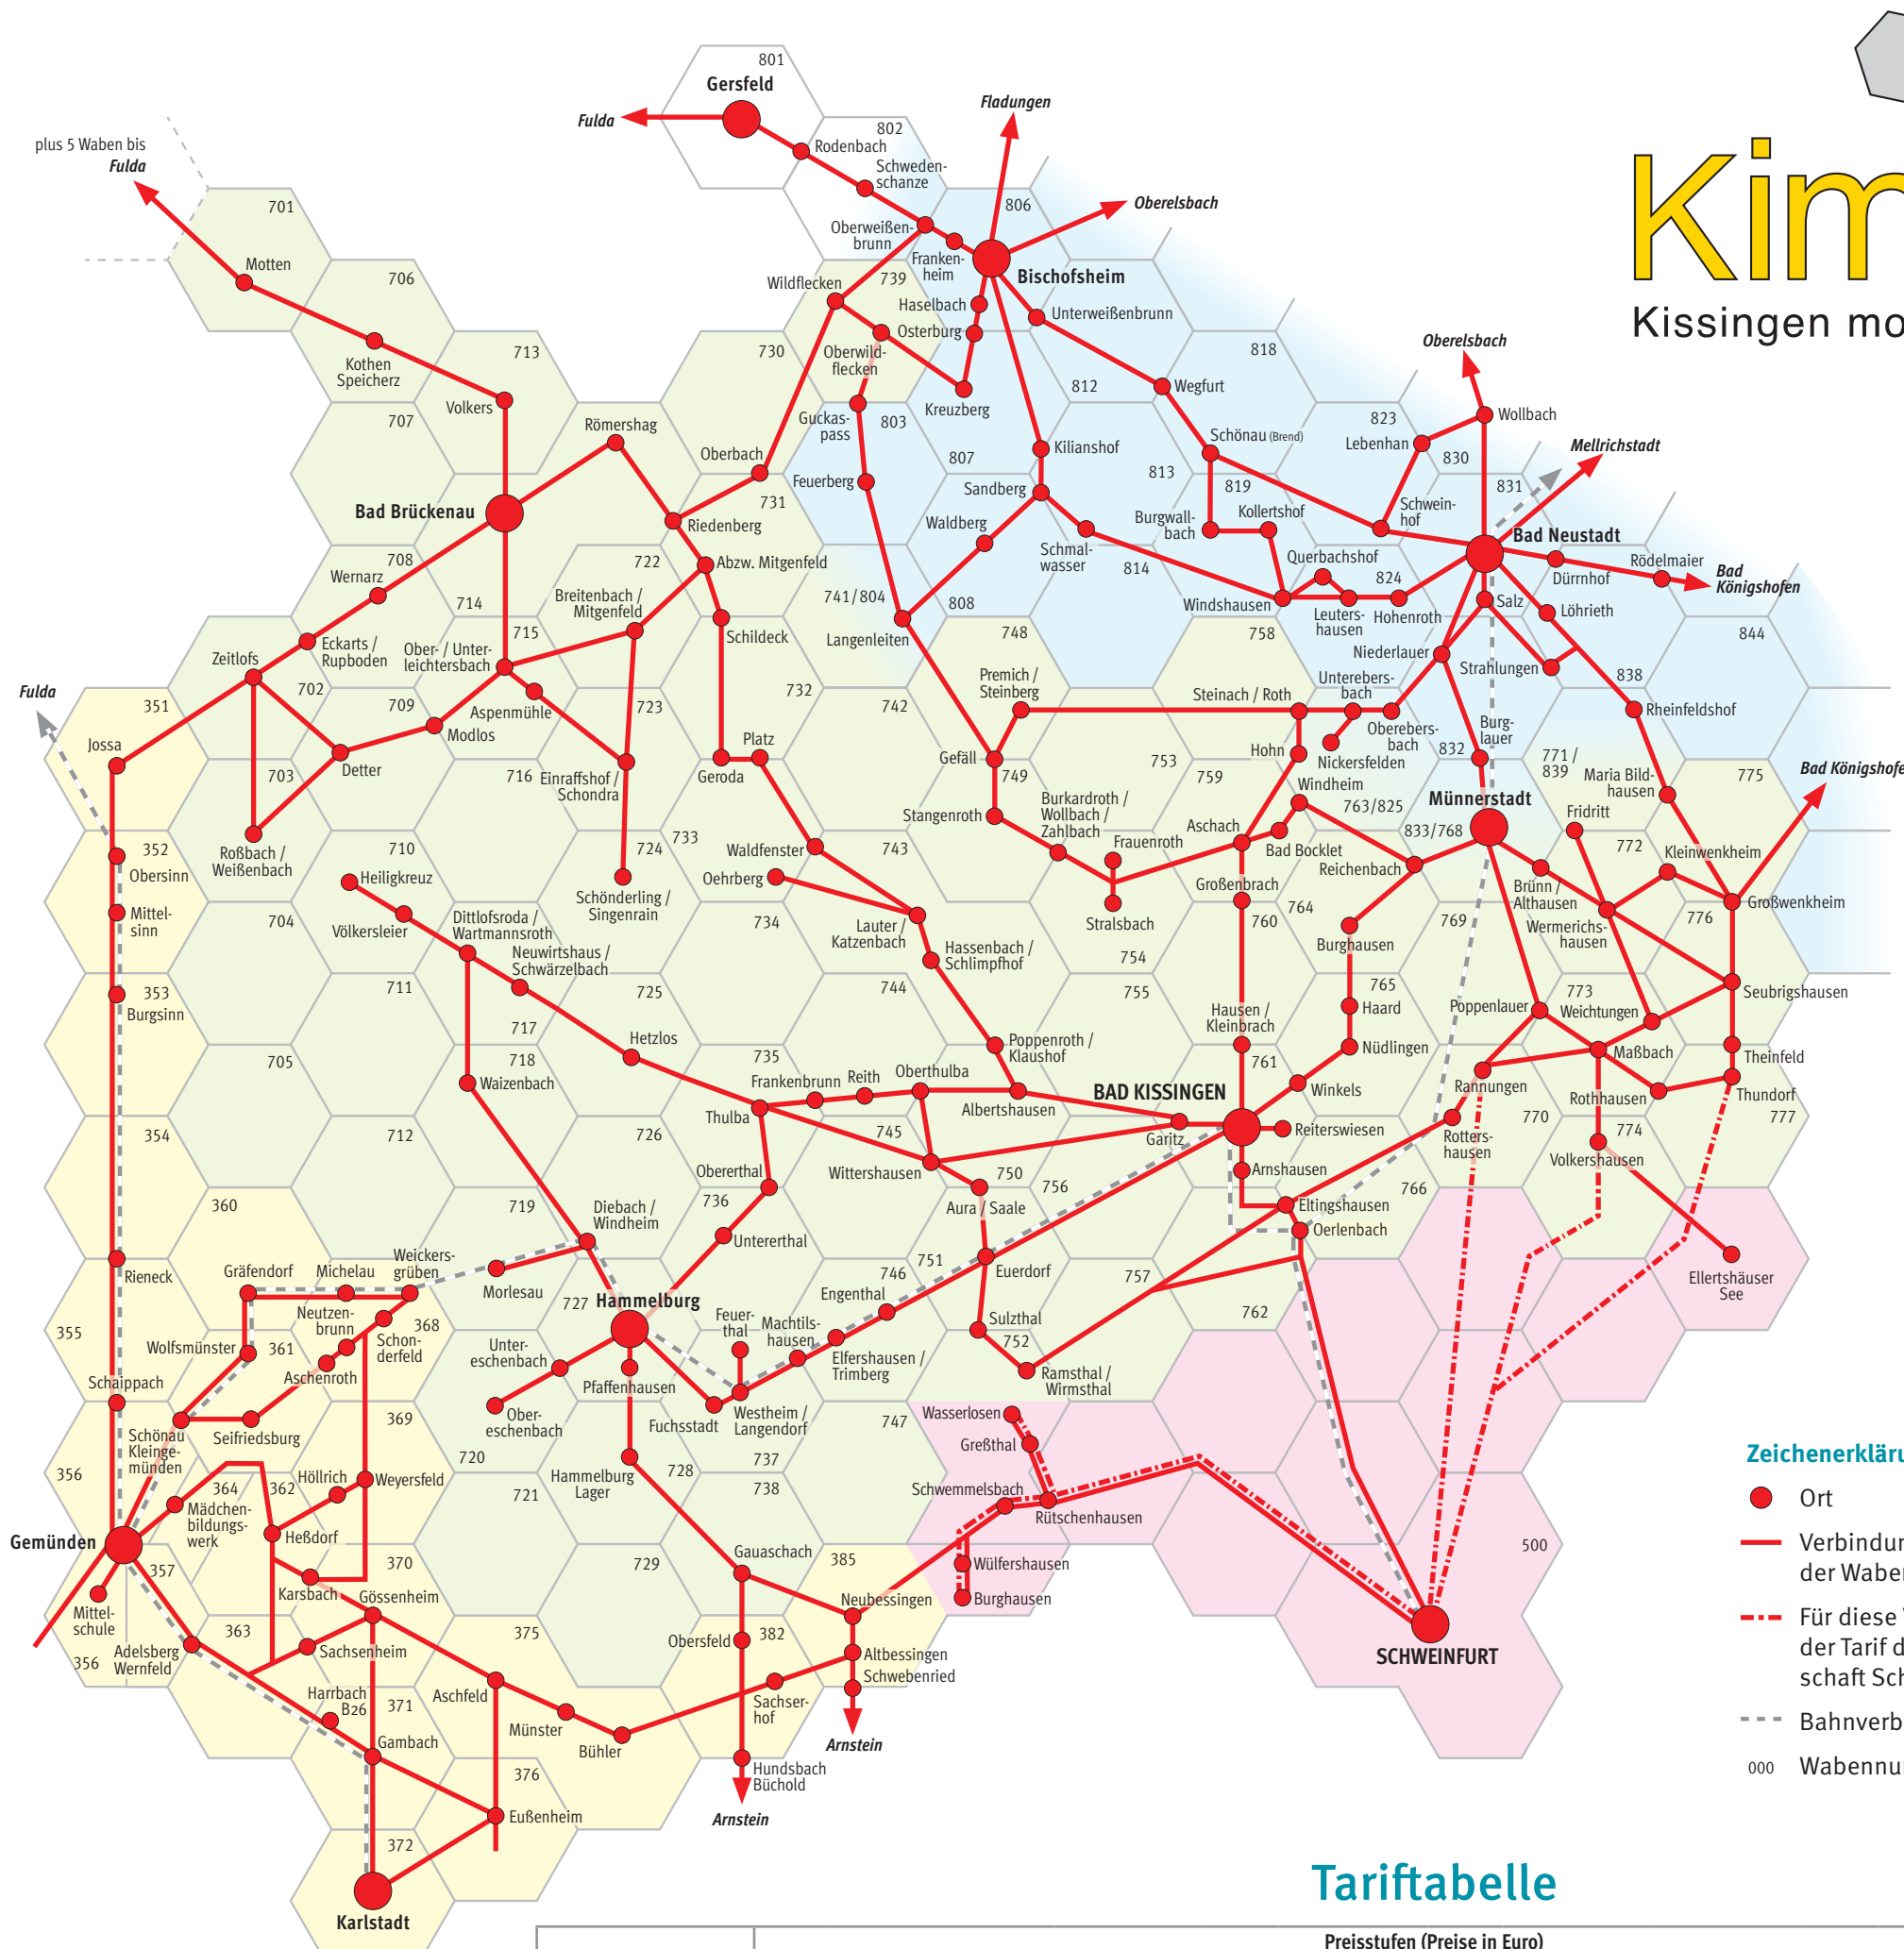 801
Gersfeld
Fulda
Fladungen
802
Rodenbach
Schweden-
schanze
plus 5 Waben bis
Fulda
Kim
Kissingen mo
701
806
Oberelsbach
Oberweißen-
brunn
Franken-
heim
Bischofsheim
Motten
706
Wildflecken
739
Haselbach
Unterweißenbrunn
Osterburg
Kothen
Speicherz
713
730
Oberwild-
flecken
818
Oberelsbach
812
Wegfurt
Volkers
707
Römershag
Guckas-
pass
803
Kreuzberg
823
Wollbach
Schönau (Brend)
Lebenhan
Mellrichstadt
Oberbach
Kilianshof
807
830
813
Feuerberg
Sandberg
819
831
731
Bad Brückenau
Riedenberg
Waldberg
Burgwall-
bach
Kollertshof
Schwein-
hof
Bad Neustadt
Schmal-
wasser
Querbachshof
708
722
Abzw. Mitgenfeld
814
Dürrnhof
Rödelmaier
Bad
Königshofen
Wernarz
714
Breitenbach /
Mitgenfeld
741/804
808
Windshausen
824
Leuters-
hausen
Hohenroth
Salz
Löhrieth
Eckarts /
Rupboden
715
Ober-/ Unter-
leichtersbach
Schildeck
Langenleiten
748
758
844
Zeitlofs
Niederlauer
Strahlungen
Fulda
702
709
Aspenmühle
723
732
742
Premich /
Steinberg
Steinach / Roth
Unterebers-
bach
838
351
Modlos
Oberebers-
bach
Burg-
lauer
Rheinfeldshof
Jossa
Detter
Platz
Geroda
Gefäll
753
Hohn
Nickersfelden
832
771 /
839
703
716
Einraffshof /
Schondra
749
759
Windheim
Maria Bild-
hausen
775
Bad Königshofe
Stangenroth
Burkardroth /
Wollbach /
Zahlbach
763/825
Münnerstadt
Fridritt
352
Obersinn
Roßbach /
Weißenbach
710
724
733
Waldfenster
743
Frauenroth
Aschach
Bad Bocklet
833/768
Reichenbach
772
Kleinwenkheim
Heiligkreuz
Schönderling /
Singenrain
Oehrberg
Großenbrach
Brünn /
Althausen
Mittel-
sinn
704
Völkersleier
Dittlofsroda /
Wartmannsroth
734
Lauter /
Katzenbach
Stralsbach
760
764
Burghausen
769
Wermerichs-
hausen
776
Großwenkheim
Neuwirtshaus /
Schwärzelbach
Hassenbach /
Schlimpfhof
754
353
Burgsinn
711
725
744
755
765
Haard
Poppenlauer
773
Weichtungen
Seubrigshausen
717
Hausen /
Kleinbrach
705
718
Hetzlos
735
Poppenroth /
Klaushof
761
Nüdlingen
Maßbach
Theinfeld
Waizenbach
Frankenbrunn
Reith
Oberthulba
BAD KISSINGEN
Winkels
Rannungen
Rothhausen
Thundorf
Thulba
Albertshausen
354
712
726
745
Garitz
Reiterswiesen
770
777
Rotters-
hausen
774
Volkershausen
Obererthal
Wittershausen
750
Arnshausen
360
719
Diebach /
Windheim
736
Aura / Saale
756
Eltingshausen
766
Oerlenbach
Untererthal
Rieneck
Gräfendorf
Michelau
Weickers-
grüben
Morlesau
751
Euerdorf
757
Ellertshäuser
See
727
Hammelburg
746
Engenthal
762
355
Neutzen-
brunn
368
Feuer-
thal
Machtils-
hausen
Sulzthal
Wolfsmünster
361
Schon-
derfeld
Unter-
eschenbach
Elfershausen /
Trimberg
752
Aschenroth
Pfaffenhausen
Ramsthal /
Wirmsthal
Schaippach
Ober-
eschenbach
Fuchsstadt
Westheim /
Langendorf
Wasserlosen
747
Schönau
Kleinge-
münden
Seifriedsburg
369
Greßthal
720
728
737
Zeichenerkläru
356
364
362
Höllrich
Weyersfeld
721
Hammelburg
Lager
738
Schwemmelsbach
Rütschenhausen
Ort
Mädchen-
bildungs-
werk
Gemünden
Heßdorf
Verbindun
der Waben
500
357
370
729
Gauaschach
385
Wülfershausen
Karsbach
Gössenheim
Neubessingen
Burghausen
Mittel-
schule
Für diese V
der Tarif d
schaft Sch
363
375
382
SCHWEINFURT
Adelsberg
Wernfeld
Sachsenheim
Obersfeld
Altbessingen
356
Schwebenried
Harrbach
B26
371
Aschfeld
Sachser-
hof
Münster
Bahnverb
Gambach
Bühler
Arnstein
376
Hundsbach
Büchold
000
Wabennu
Eußenheim
Arnstein
372
Tariftabelle
Karlstadt
Preisstufen (Preise in Euro)